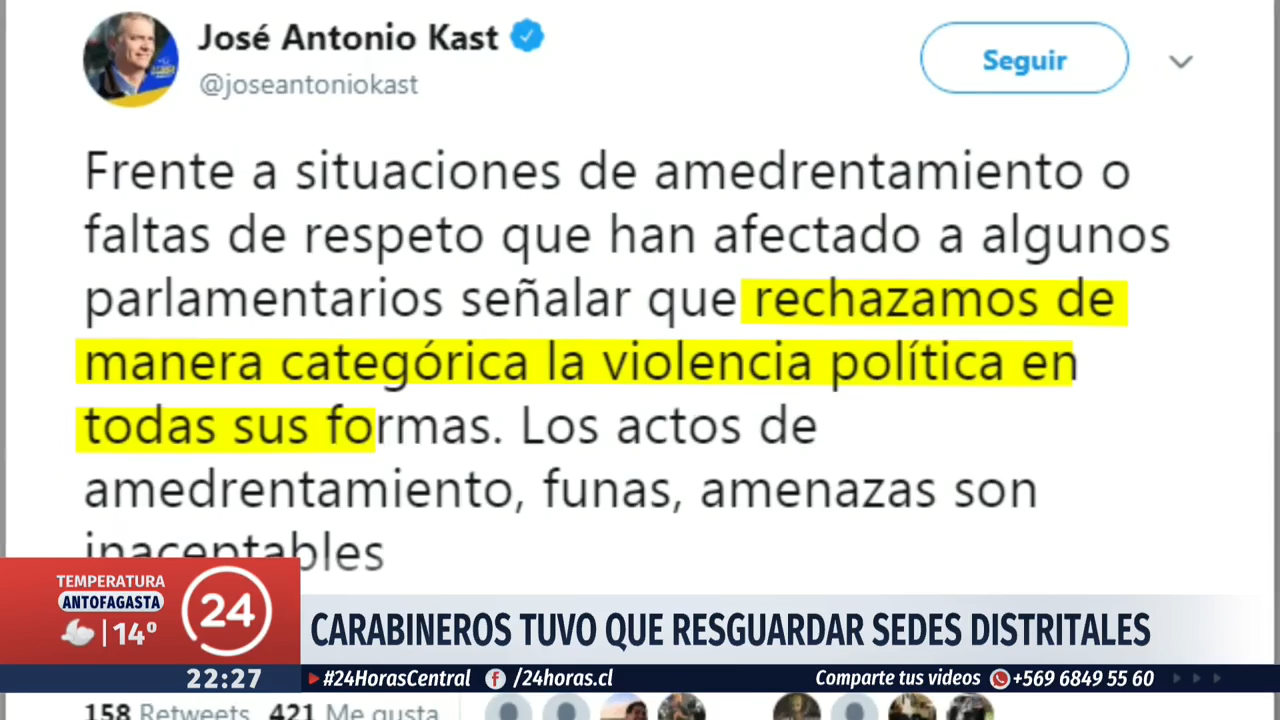 José Antonio Kast
@joseantoniokast
Seguir
Frente a situaciones de amedrentamiento o
faltas de respeto que han afectado a algunos
parlamentarios señalar que rechazamos de
manera categórica la violencia política en
todas sus formas. Los actos de
amedrentamiento, funas, amenazas son
inaceptables
TEMPERATURA
ANTOFAGASTA
14º
24
CARABINEROS TUVO QUE RESGUARDAR SEDES DISTRITALES
22:27
#24HorasCentral
/24horas.cl
Comparte tus videos
+569 6849 55 60
158 Retweets 421 Me gusta